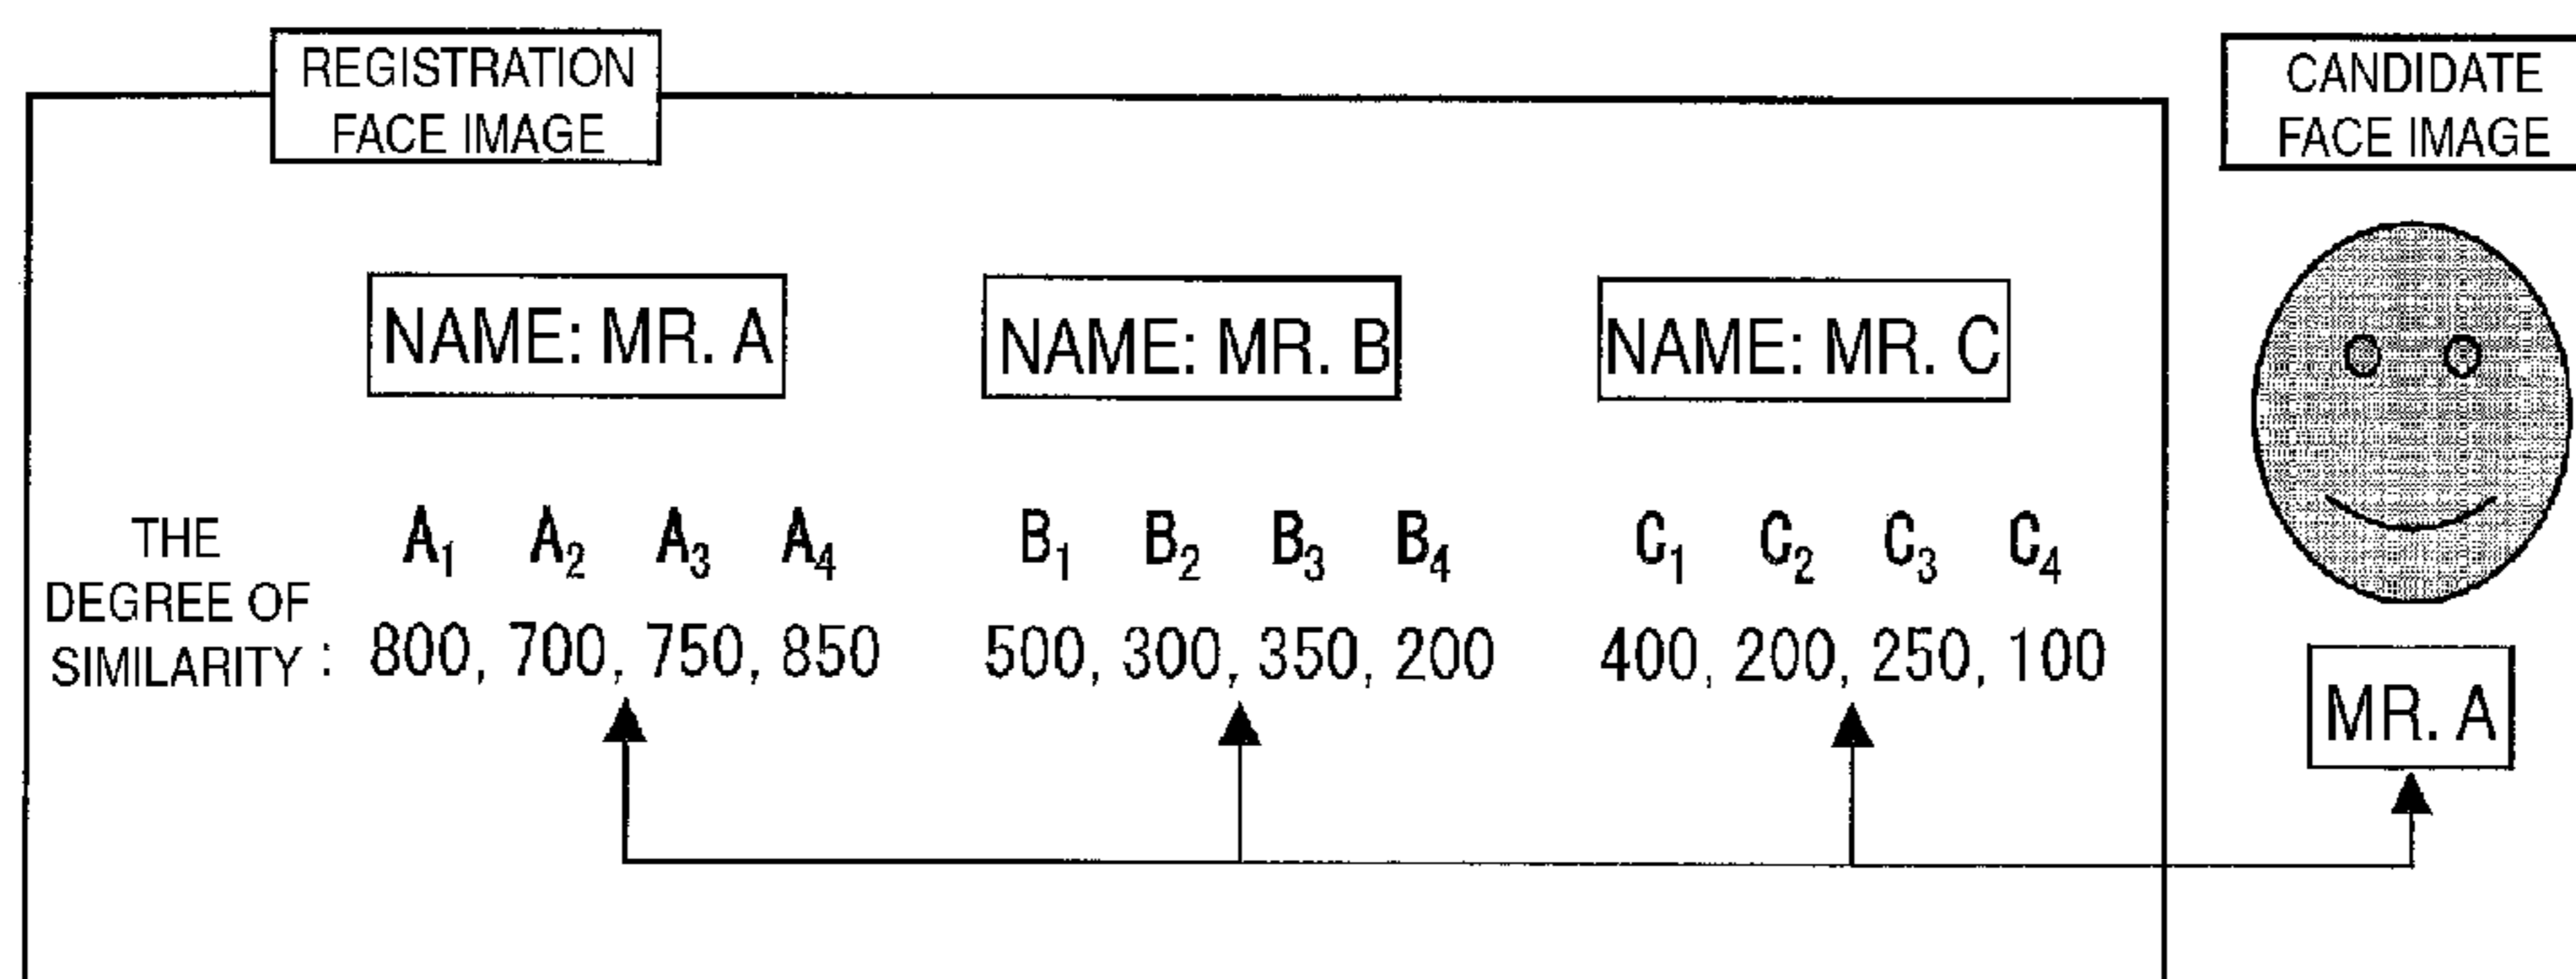 REGISTRATION
FACE IMAGE
CANDIDATE
FACE IMAGE
NAME: MR. A
NAME: MR. B
NAME: MR. C
THE
DEGREE OF
SIMILARITY :
A₁ A₂ A₃ A₄
800, 700, 750, 850
B₁ B₂ B₃ B₄
500, 300, 350, 200
C₁ C₂ C₃ C₄
400, 200, 250, 100
MR. A